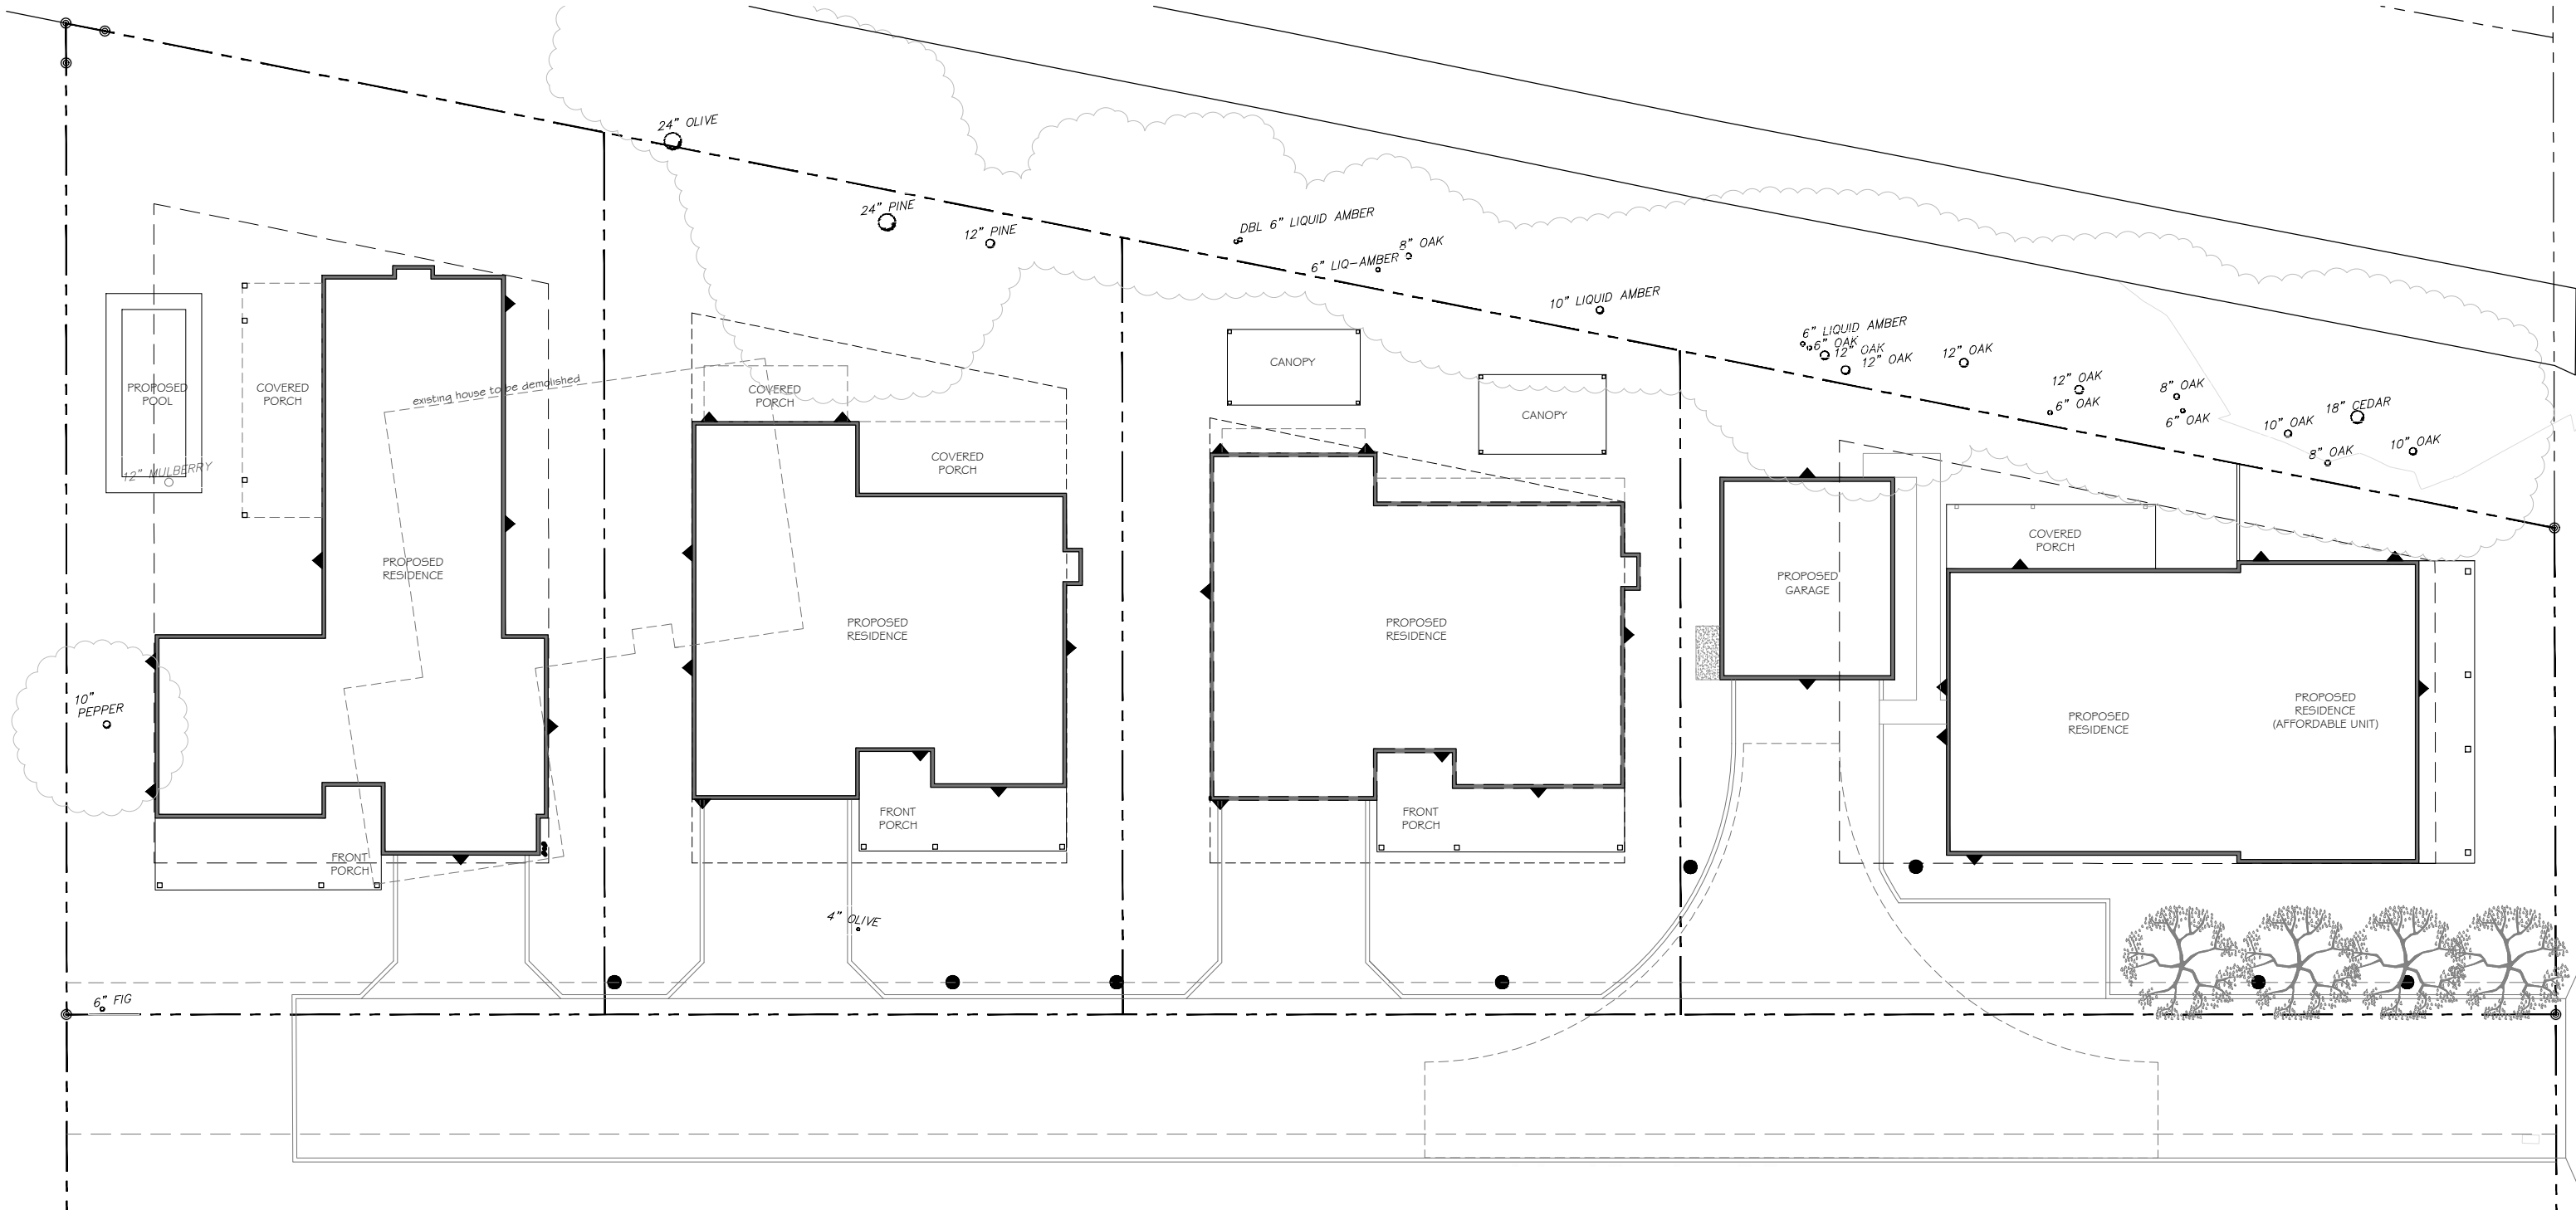 24" OLIVE
24" PINE
12" PINE
DBL 6" LIQUID AMBER
6" LIQ-AMBER
8" OAK
10" LIQUID AMBER
6" LIQUID AMBER
6" OAK
12" OAK
12" OAK
12" OAK
12" OAK
6" OAK
8" OAK
6" OAK
10" OAK
18" CEDAR
8" OAK
10" OAK
PROPOSED
POOL
12" MULBERRY
COVERED
PORCH
existing house to be demolished
PROPOSED
RESIDENCE
10"
PEPPER
FRONT
PORCH
6" FIG
COVERED
PORCH
COVERED
PORCH
PROPOSED
RESIDENCE
FRONT
PORCH
4" OLIVE
CANOPY
CANOPY
PROPOSED
RESIDENCE
FRONT
PORCH
PROPOSED
GARAGE
COVERED
PORCH
PROPOSED
RESIDENCE
PROPOSED
RESIDENCE
(AFFORDABLE UNIT)